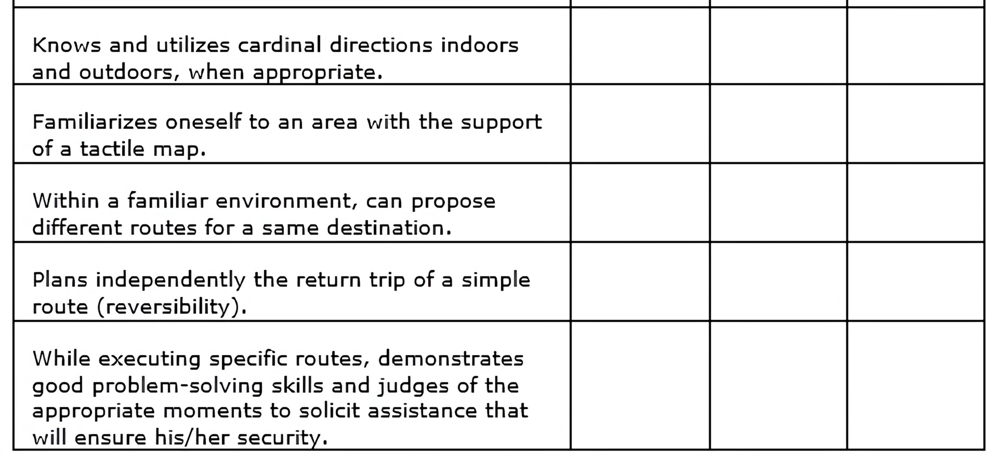 Knows and utilizes cardinal directions indoors
and outdoors, when appropriate.
Familiarizes oneself to an area with the support
of a tactile map.
Within a familiar environment, can propose
different routes for a same destination.
Plans independently the return trip of a simple
route (reversibility).
While executing specific routes, demonstrates
good problem-solving skills and judges of the
appropriate moments to solicit assistance that
will ensure his/her security.